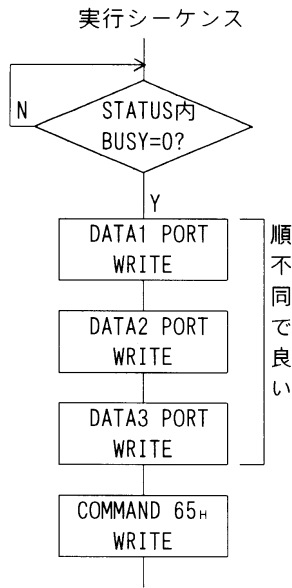 実行シーケンス
N
STATUS内
BUSY=0?
Y
DATA1 PORT
WRITE
DATA2 PORT
WRITE
DATA3 PORT
WRITE
順不同で良い
COMMAND 65H
WRITE